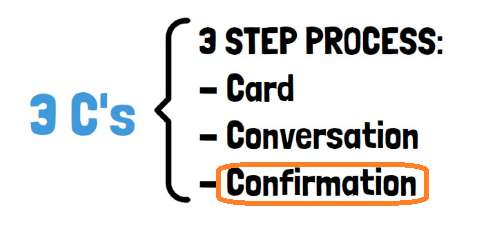 3 C's
3 STEP PROCESS:
– Card
– Conversation
– Confirmation